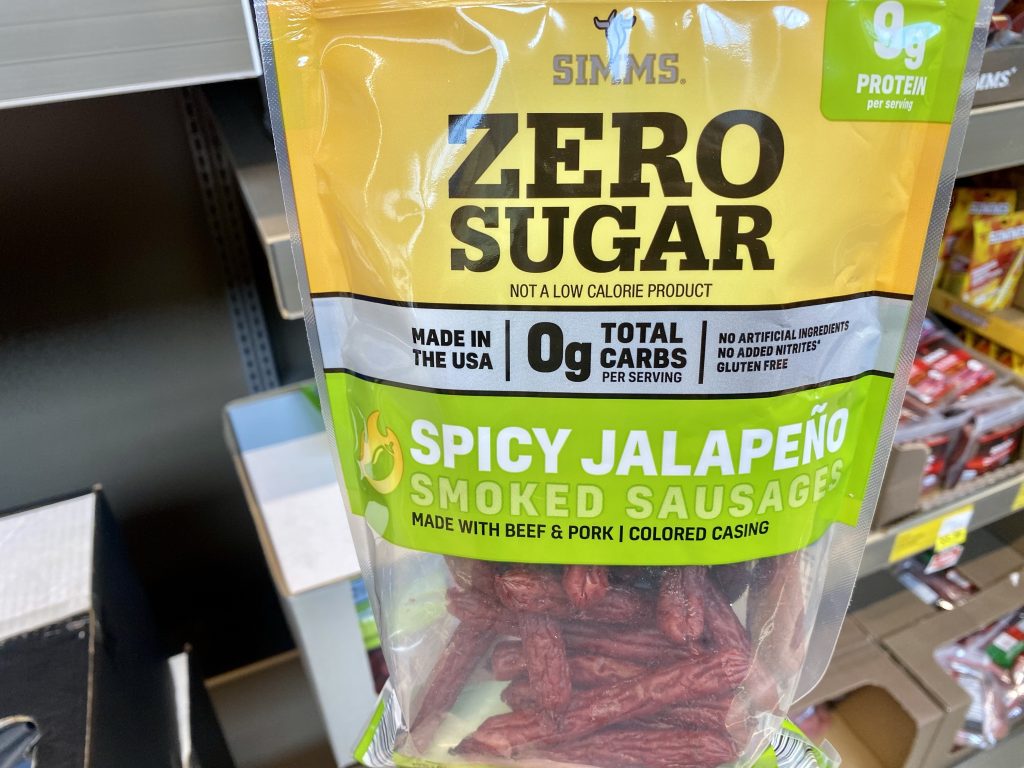 SIMMS®
9g
PROTEIN
per serving
ZERO
SUGAR
NOT A LOW CALORIE PRODUCT
MADE IN
THE USA
0g
TOTAL
CARBS
PER SERVING
NO ARTIFICIAL INGREDIENTS
NO ADDED NITRITES*
GLUTEN FREE
SPICY JALAPEÑO
SMOKED SAUSAGES
MADE WITH BEEF & PORK | COLORED CASING